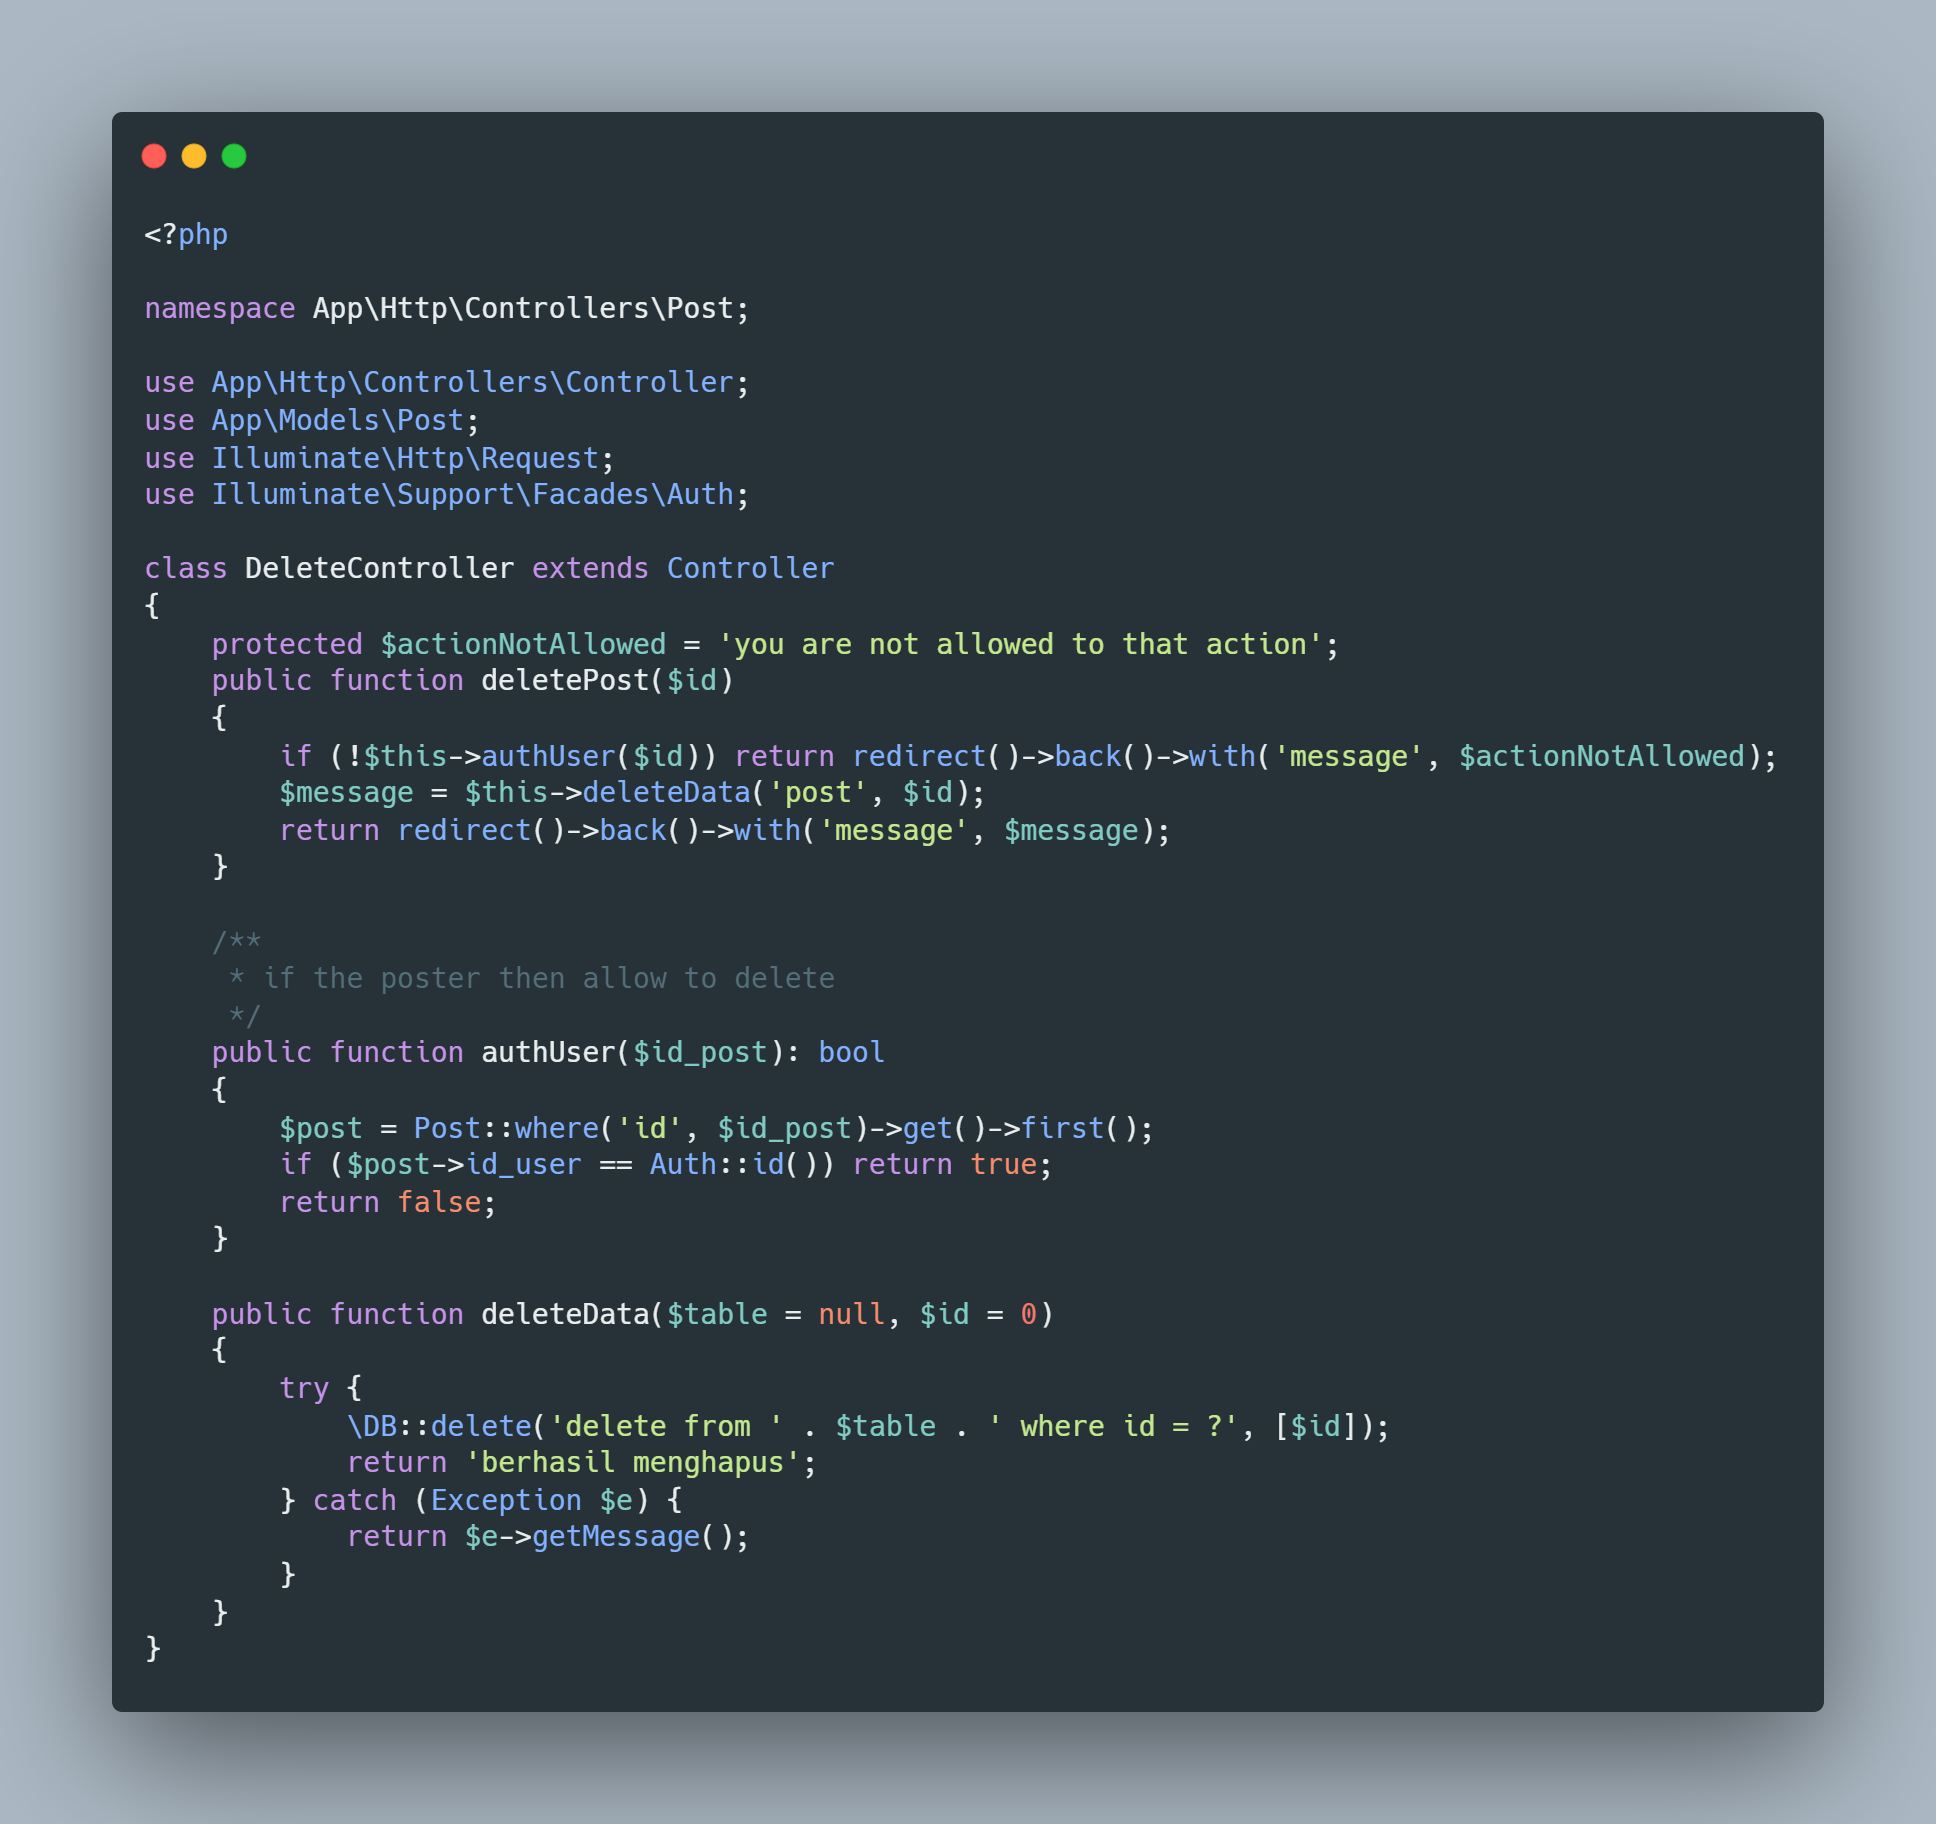 <?php

namespace App\Http\Controllers\Post;

use App\Http\Controllers\Controller;
use App\Models\Post;
use Illuminate\Http\Request;
use Illuminate\Support\Facades\Auth;

class DeleteController extends Controller
{
    protected $actionNotAllowed = 'you are not allowed to that action';
    public function deletePost($id)
    {
        if (!$this->authUser($id)) return redirect()->back()->with('message', $actionNotAllowed);
        $message = $this->deleteData('post', $id);
        return redirect()->back()->with('message', $message);
    }

    /**
     * if the poster then allow to delete
     */
    public function authUser($id_post): bool
    {
        $post = Post::where('id', $id_post)->get()->first();
        if ($post->id_user == Auth::id()) return true;
        return false;
    }

    public function deleteData($table = null, $id = 0)
    {
        try {
            \DB::delete('delete from ' . $table . ' where id = ?', [$id]);
            return 'berhasil menghapus';
        } catch (Exception $e) {
            return $e->getMessage();
        }
    }
}